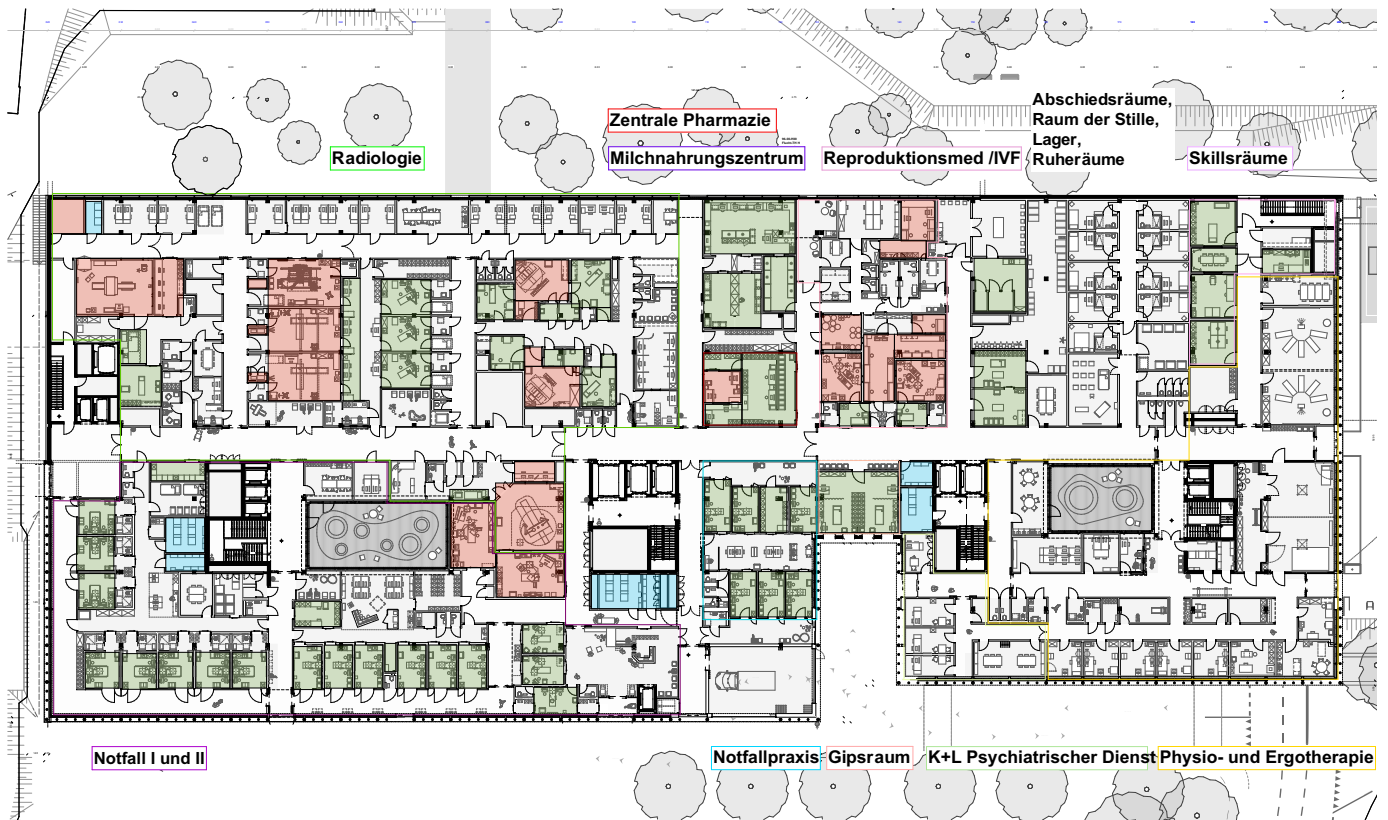 Zentrale Pharmazie
Abschiedsräume,
Raum der Stille,
Lager,
Ruheräume
Radiologie
Milchnahrungszentrum
Reproduktionsmed /IVF
Skillsräume
Notfall I und II
Notfallpraxis
Gipsraum
K+L Psychiatrischer Dienst
Physio- und Ergotherapie